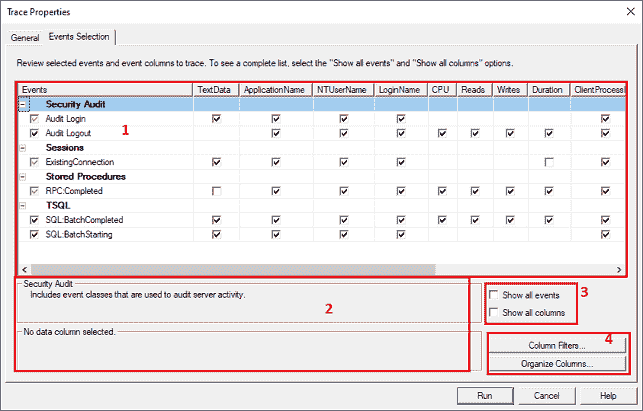 Trace Properties
General Events Selection
Review selected events and event columns to trace. To see a complete list, select the "Show all events" and "Show all columns" options.
Events TextData ApplicationName NTUserName LoginName CPU Reads Writes Duration ClientProcessI
Security Audit
Audit Login
Audit Logout
1
Sessions
ExistingConnection
Stored Procedures
RPC:Completed
TSQL
SQL:BatchCompleted
SQL:BatchStarting
Security Audit
Includes event classes that are used to audit server activity.
2
No data column selected.
Show all events
3
Show all columns
4
Column Filters...
Organize Columns...
Run Cancel Help